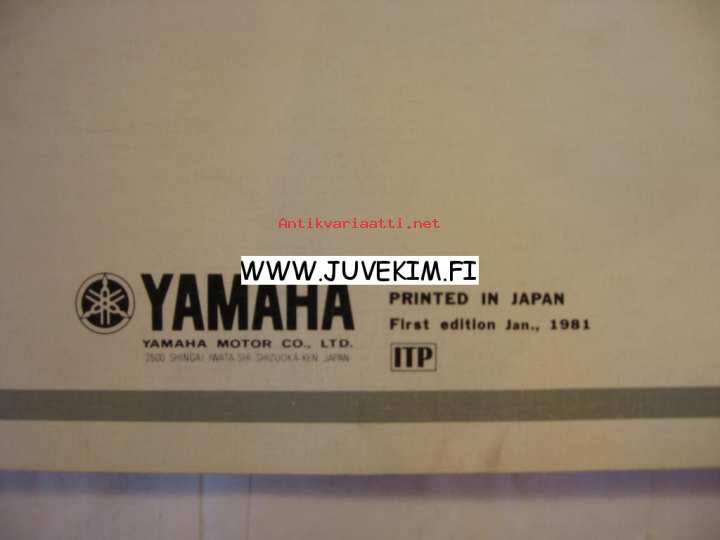 Antikvariaatti.net
WWW.JUVEKIM.FI
YAMAHA
YAMAHA MOTOR CO., LTD.
2500 SHINGAI IWATA-SHI SHIZUOKA-KEN JAPAN
PRINTED IN JAPAN
First edition Jan., 1981
ITP